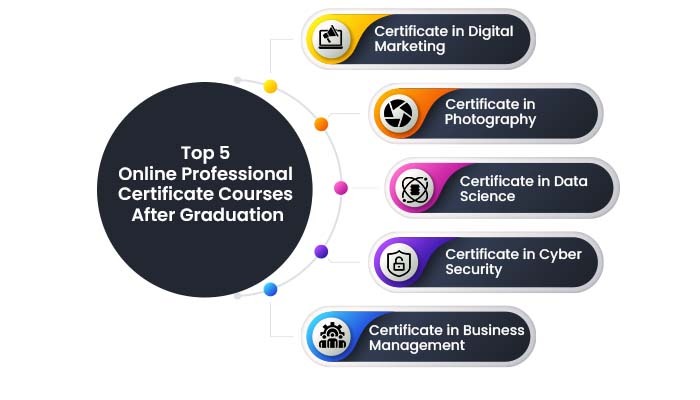 Top 5
Online Professional
Certificate Courses
After Graduation
Certificate in Digital
Marketing
Certificate in
Photography
Certificate in Data
Science
Certificate in Cyber
Security
Certificate in Business
Management